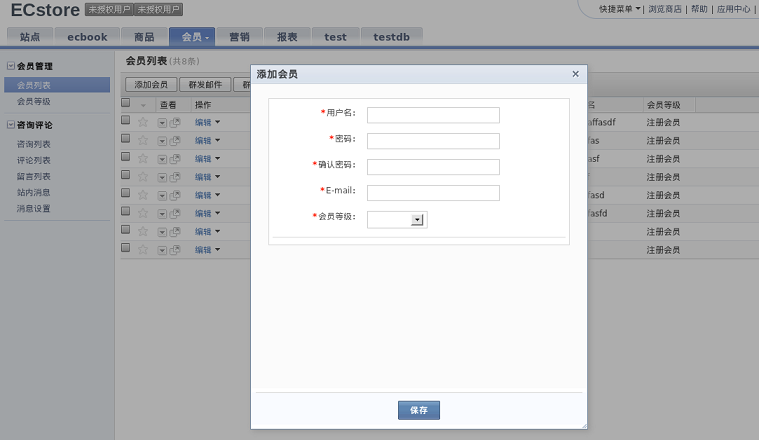 ECstore 未授权用户 未授权用户
快捷菜单 | 浏览商店 | 帮助 | 应用中心 |
站点 ecbook 商品 会员 营销 报表 test testdb
会员管理
会员列表
会员等级
咨询评论
咨询列表
评论列表
留言列表
站内消息
消息设置
会员列表 (共8条)
添加会员 群发邮件 群
查看 操作 名 会员等级
编辑 affasdf 注册会员
编辑 fas 注册会员
编辑 asf 注册会员
编辑 注册会员
编辑 fasd 注册会员
编辑 fasfd 注册会员
编辑 注册会员
编辑 注册会员
添加会员 ×
*用户名:
*密码:
*确认密码:
*E-mail:
*会员等级:
保存